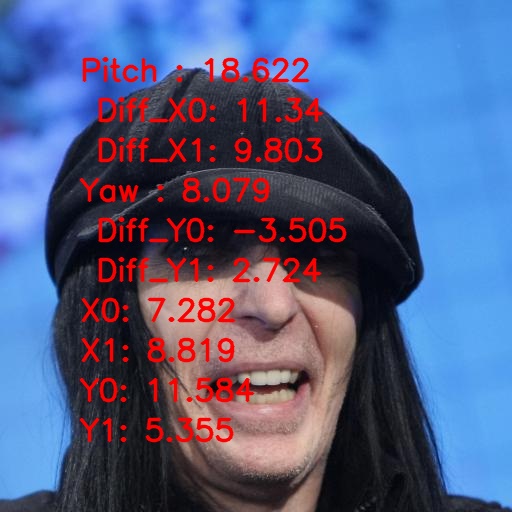 Pitch : 18.622
Diff_X0: 11.34
Diff_X1: 9.803
Yaw : 8.079
Diff_Y0: −3.505
Diff_Y1: 2.724
X0: 7.282
X1: 8.819
Y0: 11.584
Y1: 5.355